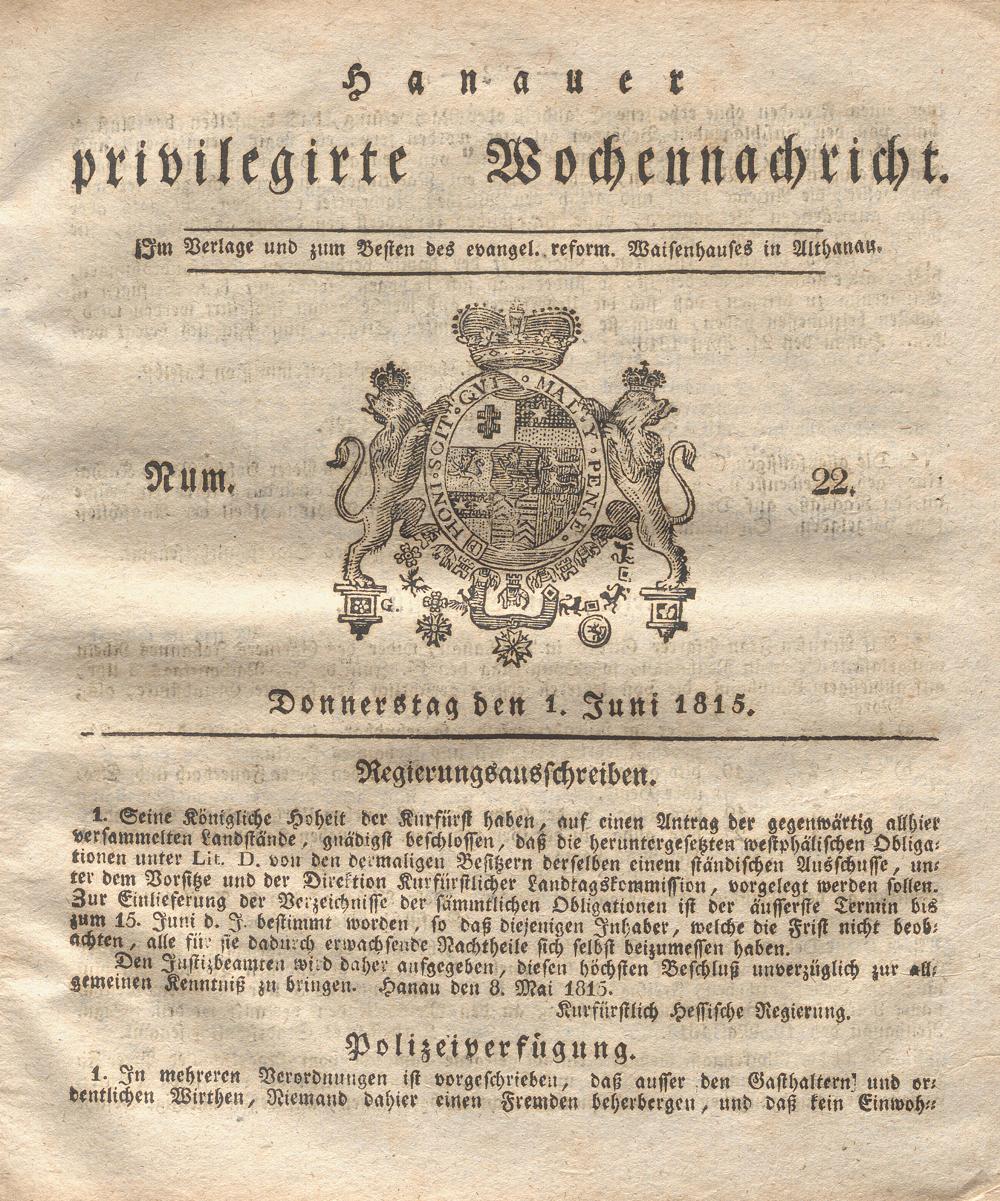 Hanauer
privilegirte Wochennachricht.
Im Verlage und zum Besten des evangel. reform. Waisenhauses in Althanau.
HONI · SCIT · QVI · MAL · Y · PENSE ·
Num. 22.
G.
Donnerstag den 1. Juni 1815.
Regierungsausschreiben.
1. Seine Königliche Hoheit der Kurfürst haben, auf einen Antrag der gegenwärtig allhier
versammelten Landstände, gnädigst beschlossen, daß die heruntergesetzten westphälischen Obliga-
tionen unter Lit. D. von den dermaligen Besitzern derselben einem ständischen Ausschusse, un-
ter dem Vorsitze und der Direktion Kurfürstlicher Landtagskommission, vorgelegt werden sollen.
Zur Einlieferung der Verzeichnisse der sämmtlichen Obligationen ist der äusserste Termin bis
zum 15. Juni d. J. bestimmt worden, so daß diejenigen Inhaber, welche die Frist nicht beob-
achten, alle für sie dadurch erwachsende Nachtheile sich selbst beizumessen haben.
Den Justizbeamten wird daher aufgegeben, diesen höchsten Beschluß unverzüglich zur all-
gemeinen Kenntniß zu bringen. Hanau den 8. Mai 1815.
Kurfürstlich Hessische Regierung.
Polizeiverfügung.
1. In mehreren Verordnungen ist vorgeschrieben, daß ausser den Gasthaltern und or-
dentlichen Wirthen, Niemand dahier einen Fremden beherbergen, und daß kein Einwoh-